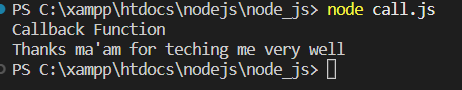 PS C:\xampp\htdocs\nodejs\node_js> node call.js
Callback Function
Thanks ma'am for teching me very well
PS C:\xampp\htdocs\nodejs\node_js>